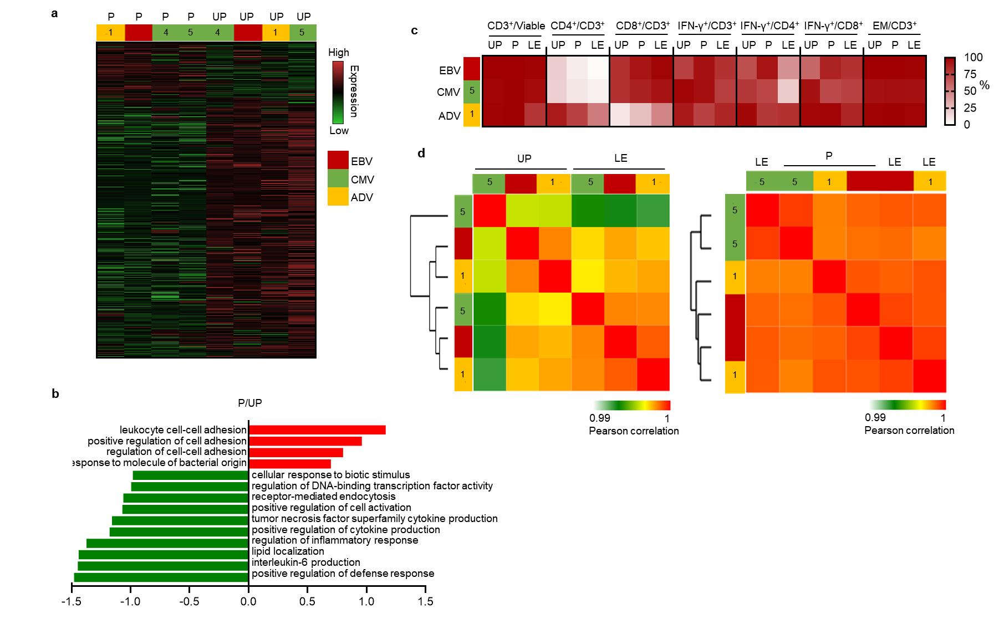 a
P P P P UP UP UP UP
1 4 5 4 1 5
High
Expression
Low
EBV
CMV
ADV
b
P/UP
leukocyte cell-cell adhesion
positive regulation of cell adhesion
regulation of cell-cell adhesion
esponse to molecule of bacterial origin
cellular response to biotic stimulus
regulation of DNA-binding transcription factor activity
receptor-mediated endocytosis
positive regulation of cell activation
tumor necrosis factor superfamily cytokine production
positive regulation of cytokine production
regulation of inflammatory response
lipid localization
interleukin-6 production
positive regulation of defense response
-1.5 -1.0 -0.5 0.0 0.5 1.0 1.5
c
CD3⁺/Viable CD4⁺/CD3⁺ CD8⁺/CD3⁺ IFN-γ⁺/CD3⁺ IFN-γ⁺/CD4⁺ IFN-γ⁺/CD8⁺ EM/CD3⁺
UP P LE UP P LE UP P LE UP P LE UP P LE UP P LE UP P LE
EBV
CMV 5
ADV 1
100
75
50
25
0
%
d
UP LE
5 1 5 1
5
1
5
1
0.99 1
Pearson correlation
LE P LE LE
5 5 1 1
5
5
1
1
0.99 1
Pearson correlation